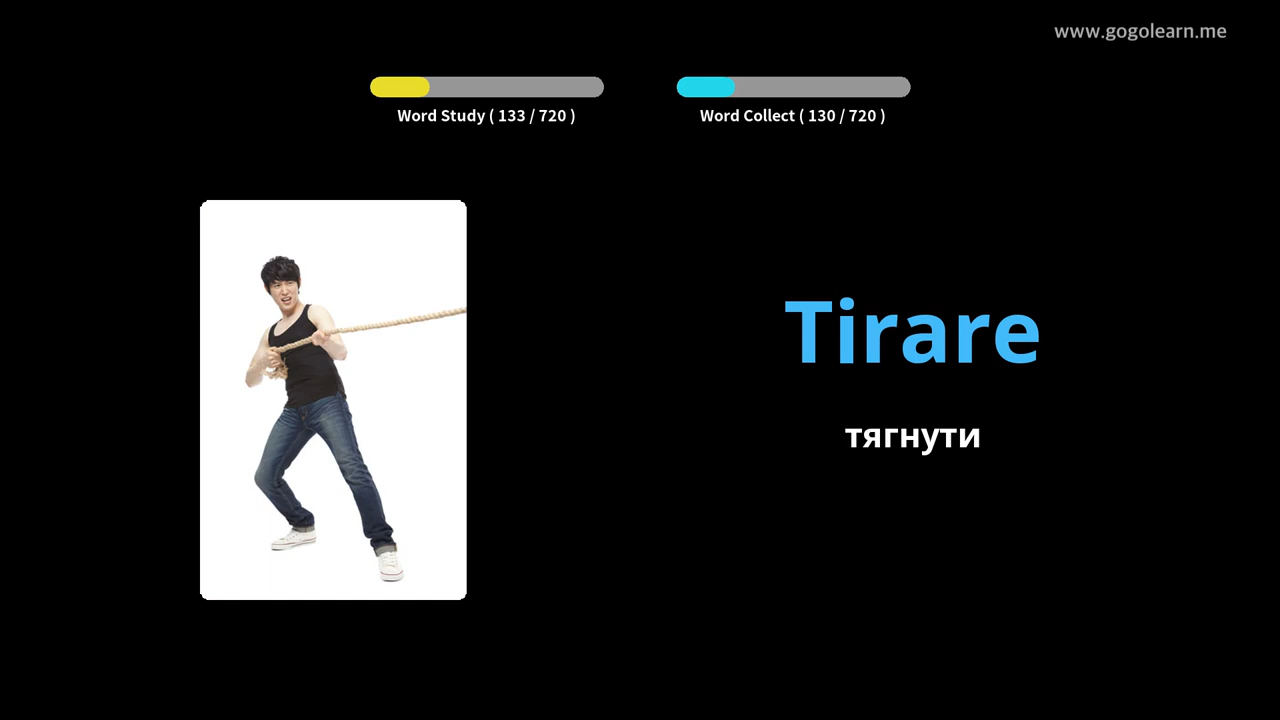 www.gogolearn.me
Word Study ( 133 / 720 )
Word Collect ( 130 / 720 )
Tirare
тягнути